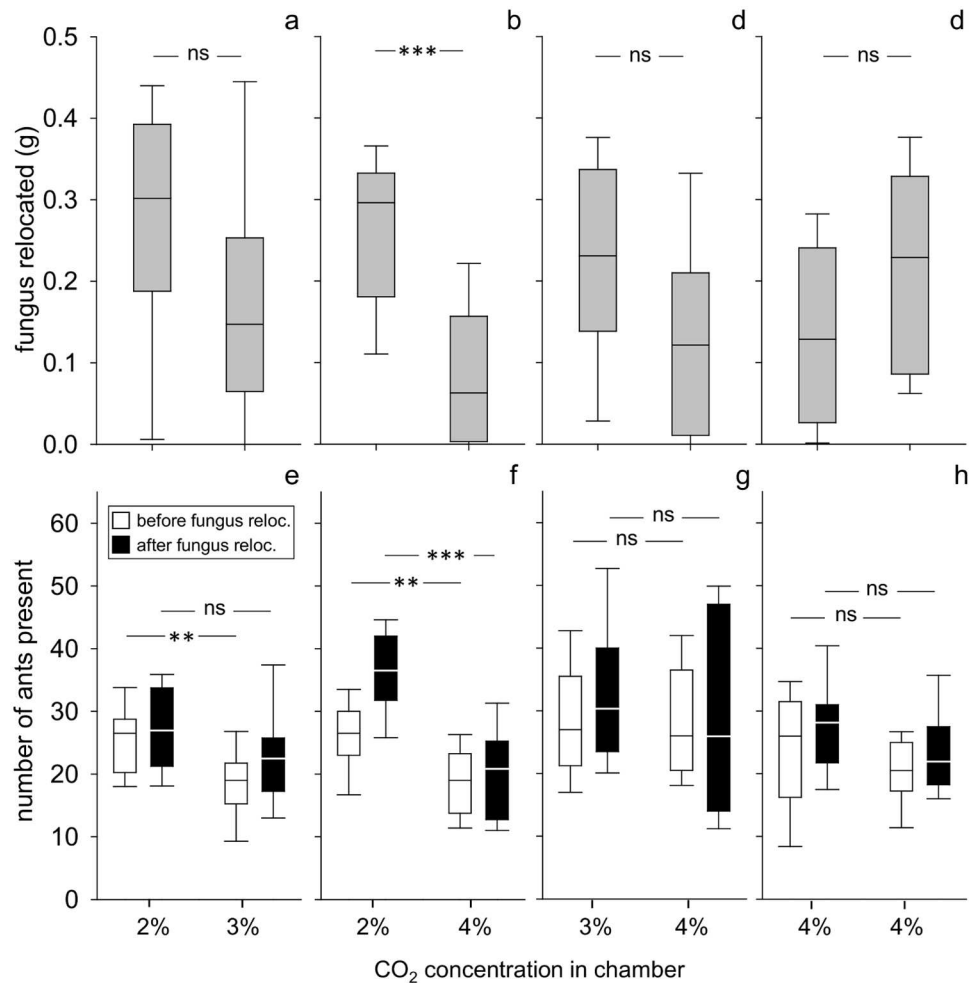 a
b
d
d
0.5
0.4
0.3
0.2
0.1
0.0
fungus relocated (g)
ns
***
ns
ns
e
f
g
h
before fungus reloc.
after fungus reloc.
60
50
40
30
20
10
0
number of ants present
ns
**
***
**
ns
ns
ns
ns
2% 3% 2% 4% 3% 4% 4% 4%
CO₂ concentration in chamber